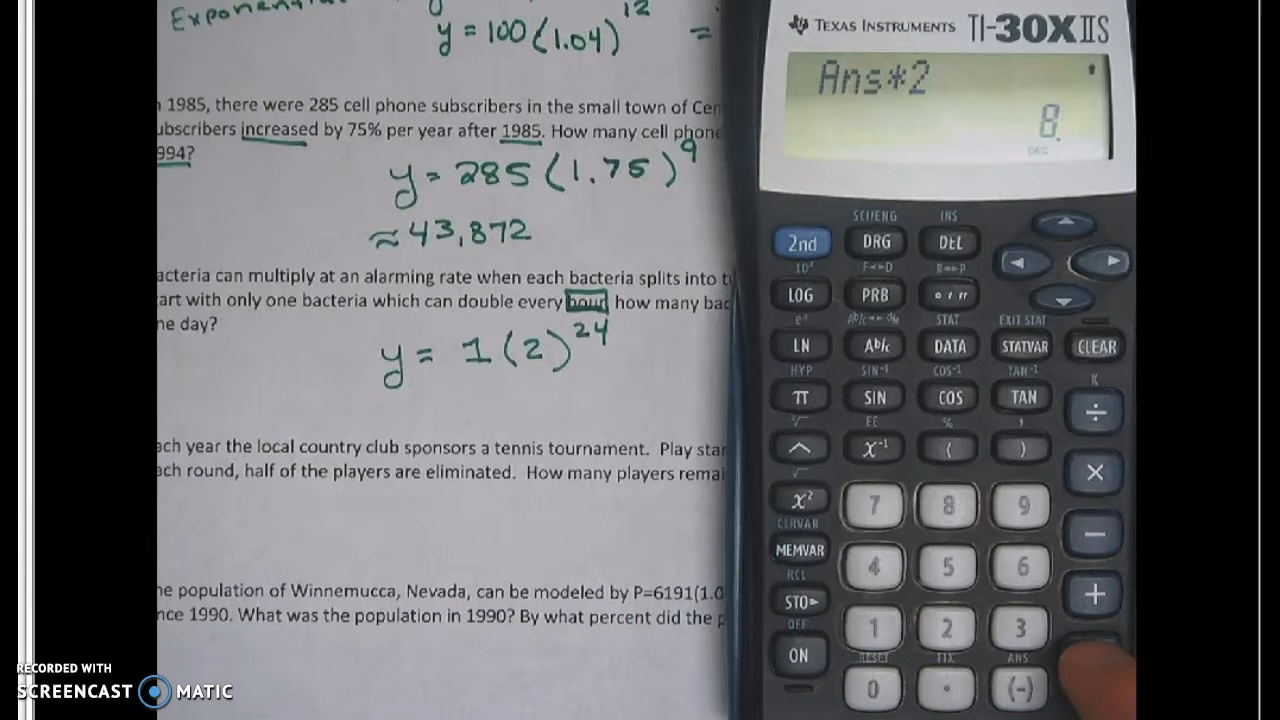 y = 100 (1.04)^12 =
1985, there were 285 cell phone subscribers in the small town of Cen
ubscribers increased by 75% per year after 1985. How many cell phone
994?
y = 285 (1.75)^9
≈ 43,872
acteria can multiply at an alarming rate when each bacteria splits into t
art with only one bacteria which can double every hour how many bac
ne day?
y = 1 (2)^24
ach year the local country club sponsors a tennis tournament. Play star
ach round, half of the players are eliminated. How many players remai
he population of Winnemucca, Nevada, can be modeled by P=6191(1.0
nce 1990. What was the population in 1990? By what percent did the p
TEXAS INSTRUMENTS TI-30X IIS
Ans*2
8.
DEG
SCI/ENG INS
2nd DRG DEL
10ˣ F◄►D R◄►P
LOG PRB ° ' "
eˣ Ab/c◄►d/e STAT EXIT STAT
LN Ab/c DATA STATVAR CLEAR
HYP SIN⁻¹ COS⁻¹ TAN⁻¹ K
π SIN COS TAN ÷
ˣ√ EE % ,
^ x⁻¹ ( ) ×
√
x² 7 8 9 −
CLRVAR
MEMVAR 4 5 6
RCL
STO► 1 2 3 +
OFF
ON
RESET FIX ANS
0 . (−)
RECORDED WITH
SCREENCAST MATIC